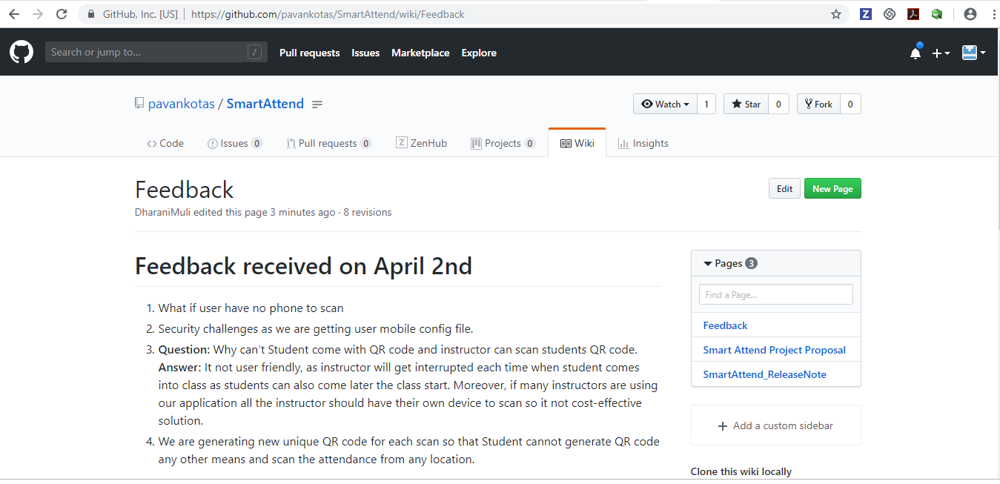 GitHub, Inc. [US] | https://github.com/pavankotas/SmartAttend/wiki/Feedback
Search or jump to... /
Pull requests Issues Marketplace Explore
pavankotas / SmartAttend
Watch 1 Star 0 Fork 0
Code Issues 0 Pull requests 0 Z ZenHub Projects 0 Wiki Insights
Feedback
Edit New Page
DharaniMuli edited this page 3 minutes ago · 8 revisions
Feedback received on April 2nd
1. What if user have no phone to scan
2. Security challenges as we are getting user mobile config file.
3. Question: Why can't Student come with QR code and instructor can scan students QR code.
Answer: It not user friendly, as instructor will get interrupted each time when student comes
into class as students can also come later the class start. Moreover, if many instructors are using
our application all the instructor should have their own device to scan so it not cost-effective
solution.
4. We are generating new unique QR code for each scan so that Student cannot generate QR code
any other means and scan the attendance from any location.
Pages 3
Find a Page...
Feedback
Smart Attend Project Proposal
SmartAttend_ReleaseNote
+ Add a custom sidebar
Clone this wiki locally